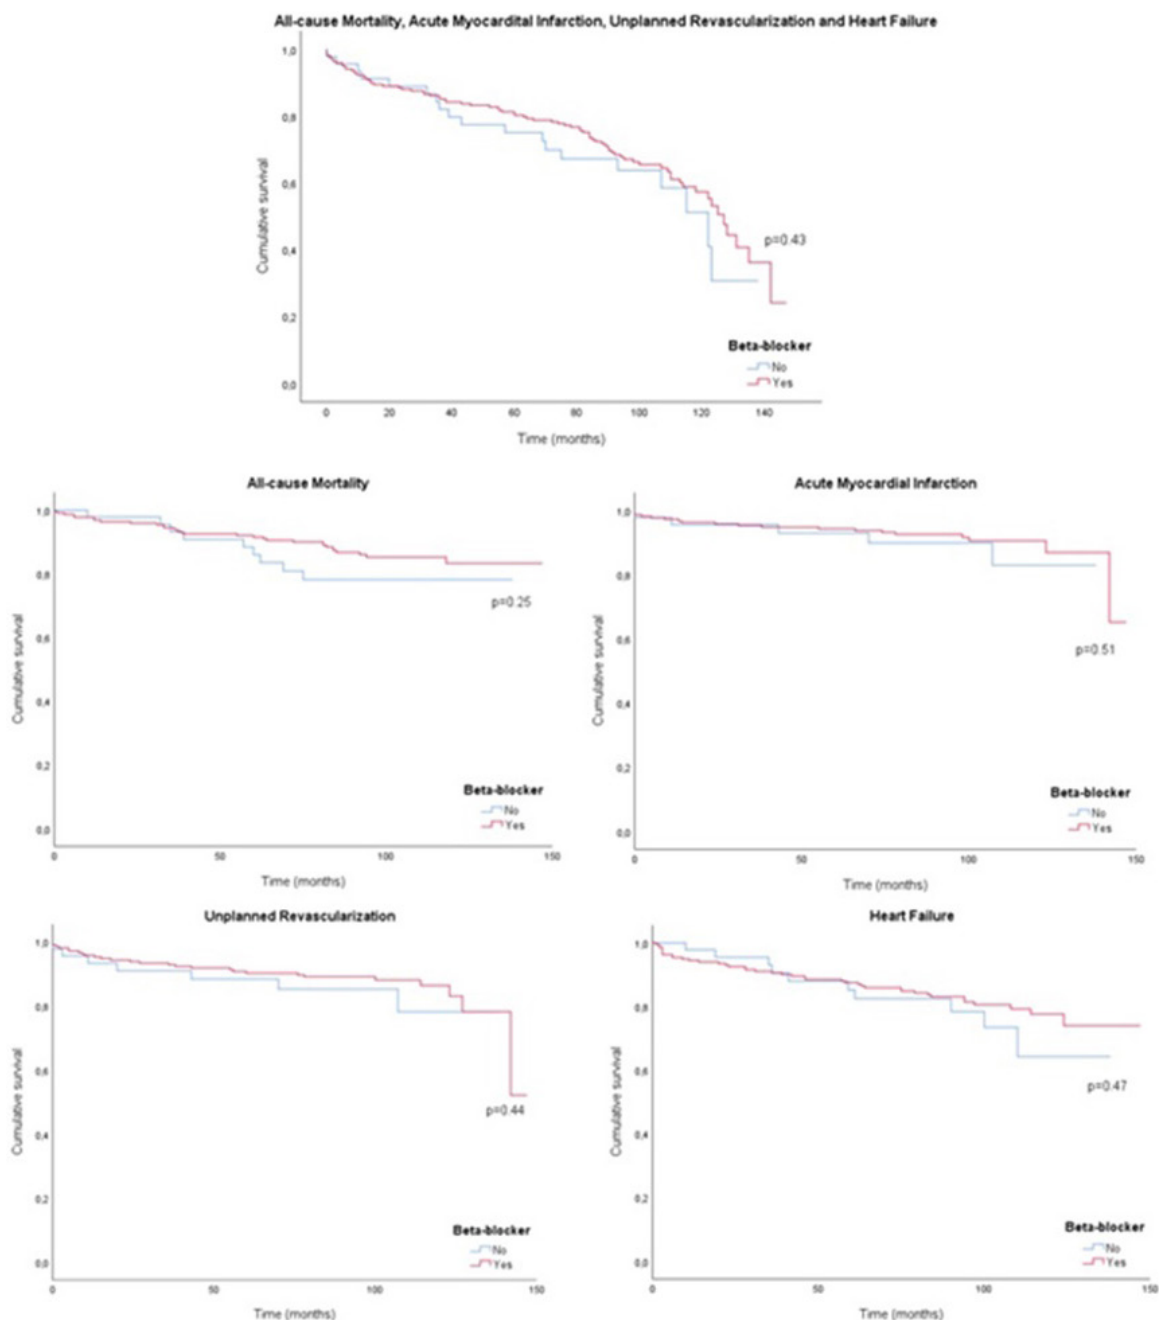 All-cause Mortality, Acute Myocardital Infarction, Unplanned Revascularization and Heart Failure
1,0
0,8
0,6
0,4
0,2
0,0
Cumulative survival
p=0.43
Beta-blocker
No
Yes
0 20 40 60 80 100 120 140
Time (months)
All-cause Mortality
1,0
0,8
0,6
0,4
0,2
0,0
Cumulative survival
p=0.25
Beta-blocker
No
Yes
0 50 100 150
Time (months)
Acute Myocardial Infarction
1,0
0,8
0,6
0,4
0,2
0,0
Cumulative survival
p=0.51
Beta-blocker
No
Yes
0 50 100 150
Time (months)
Unplanned Revascularization
1,0
0,8
0,6
0,4
0,2
0,0
Cumulative survival
p=0.44
Beta-blocker
No
Yes
0 50 100 150
Time (months)
Heart Failure
1,0
0,8
0,6
0,4
0,2
0,0
Cumulative survival
p=0.47
Beta-blocker
No
Yes
0 50 100 150
Time (months)